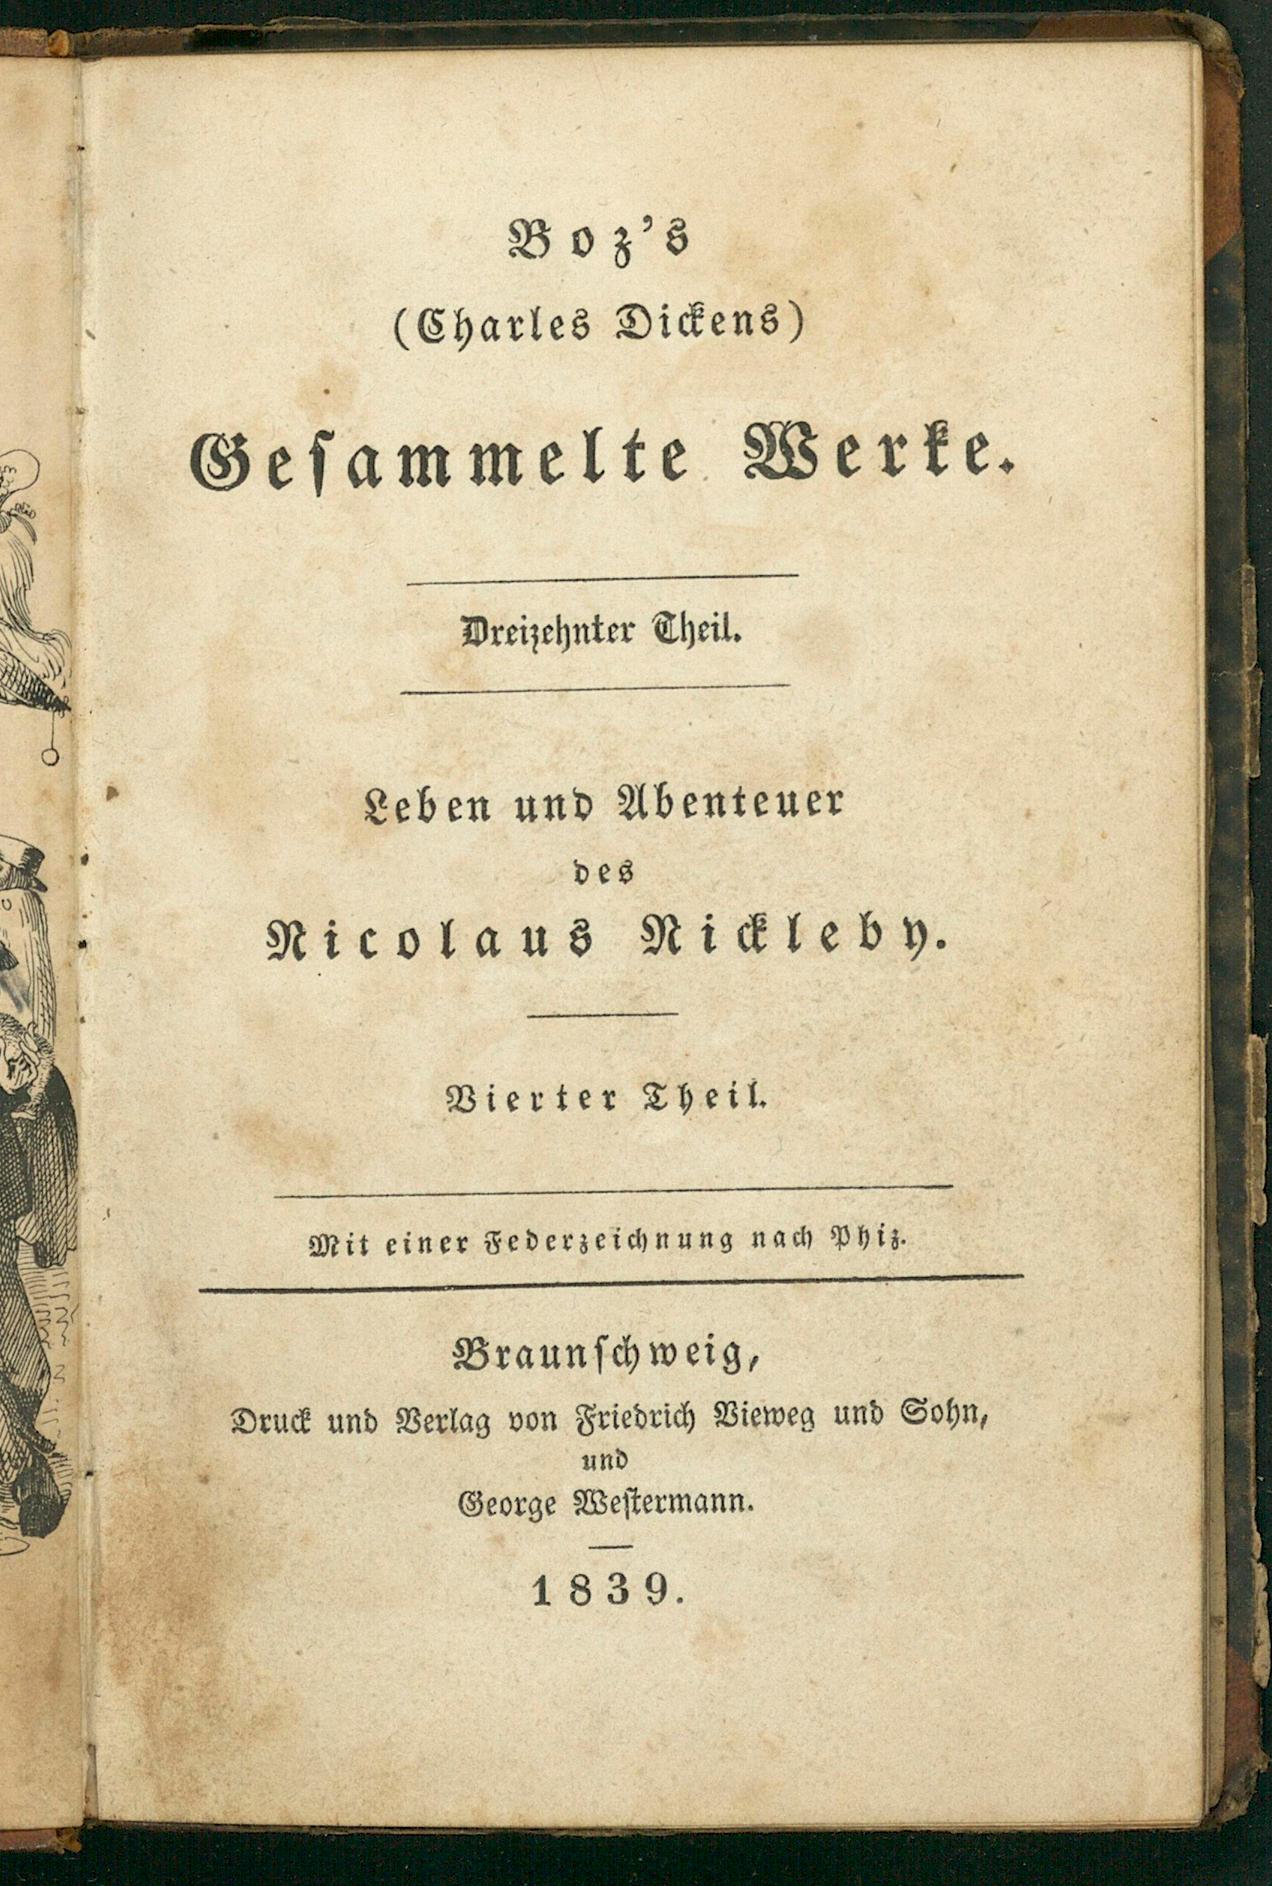 Boz's
(Charles Dickens)
Geſammelte Werke.
Dreizehnter Theil.
Leben und Abenteuer
des
Nicolaus Nickleby.
Vierter Theil.
Mit einer Federzeichnung nach Phiz.
Braunſchweig,
Druck und Verlag von Friedrich Vieweg und Sohn,
und
George Weſtermann.
1839.